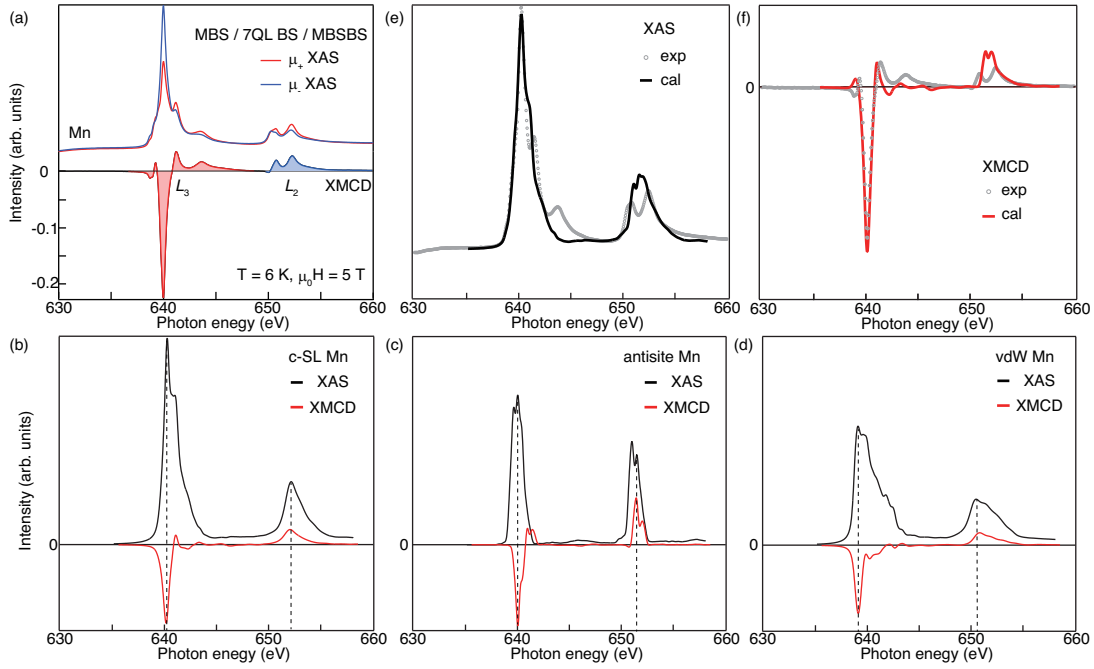 (a)
MBS / 7QL BS / MBSBS
μ+ XAS
μ- XAS
Mn
0
-0.1
-0.2
L3
L2
XMCD
T = 6 K, μ0H = 5 T
Intensity (arb. units)
630
640
650
660
Photon enegy (eV)
(e)
XAS
exp
cal
630
640
650
660
Photon enegy (eV)
(f)
0
XMCD
exp
cal
630
640
650
660
Photon enegy (eV)
(b)
c-SL Mn
XAS
XMCD
Intensity (arb. units)
0
630
640
650
660
Photon enegy (eV)
(c)
antisite Mn
XAS
XMCD
0
630
640
650
660
Photon enegy (eV)
(d)
vdW Mn
XAS
XMCD
0
630
640
650
660
Photon enegy (eV)